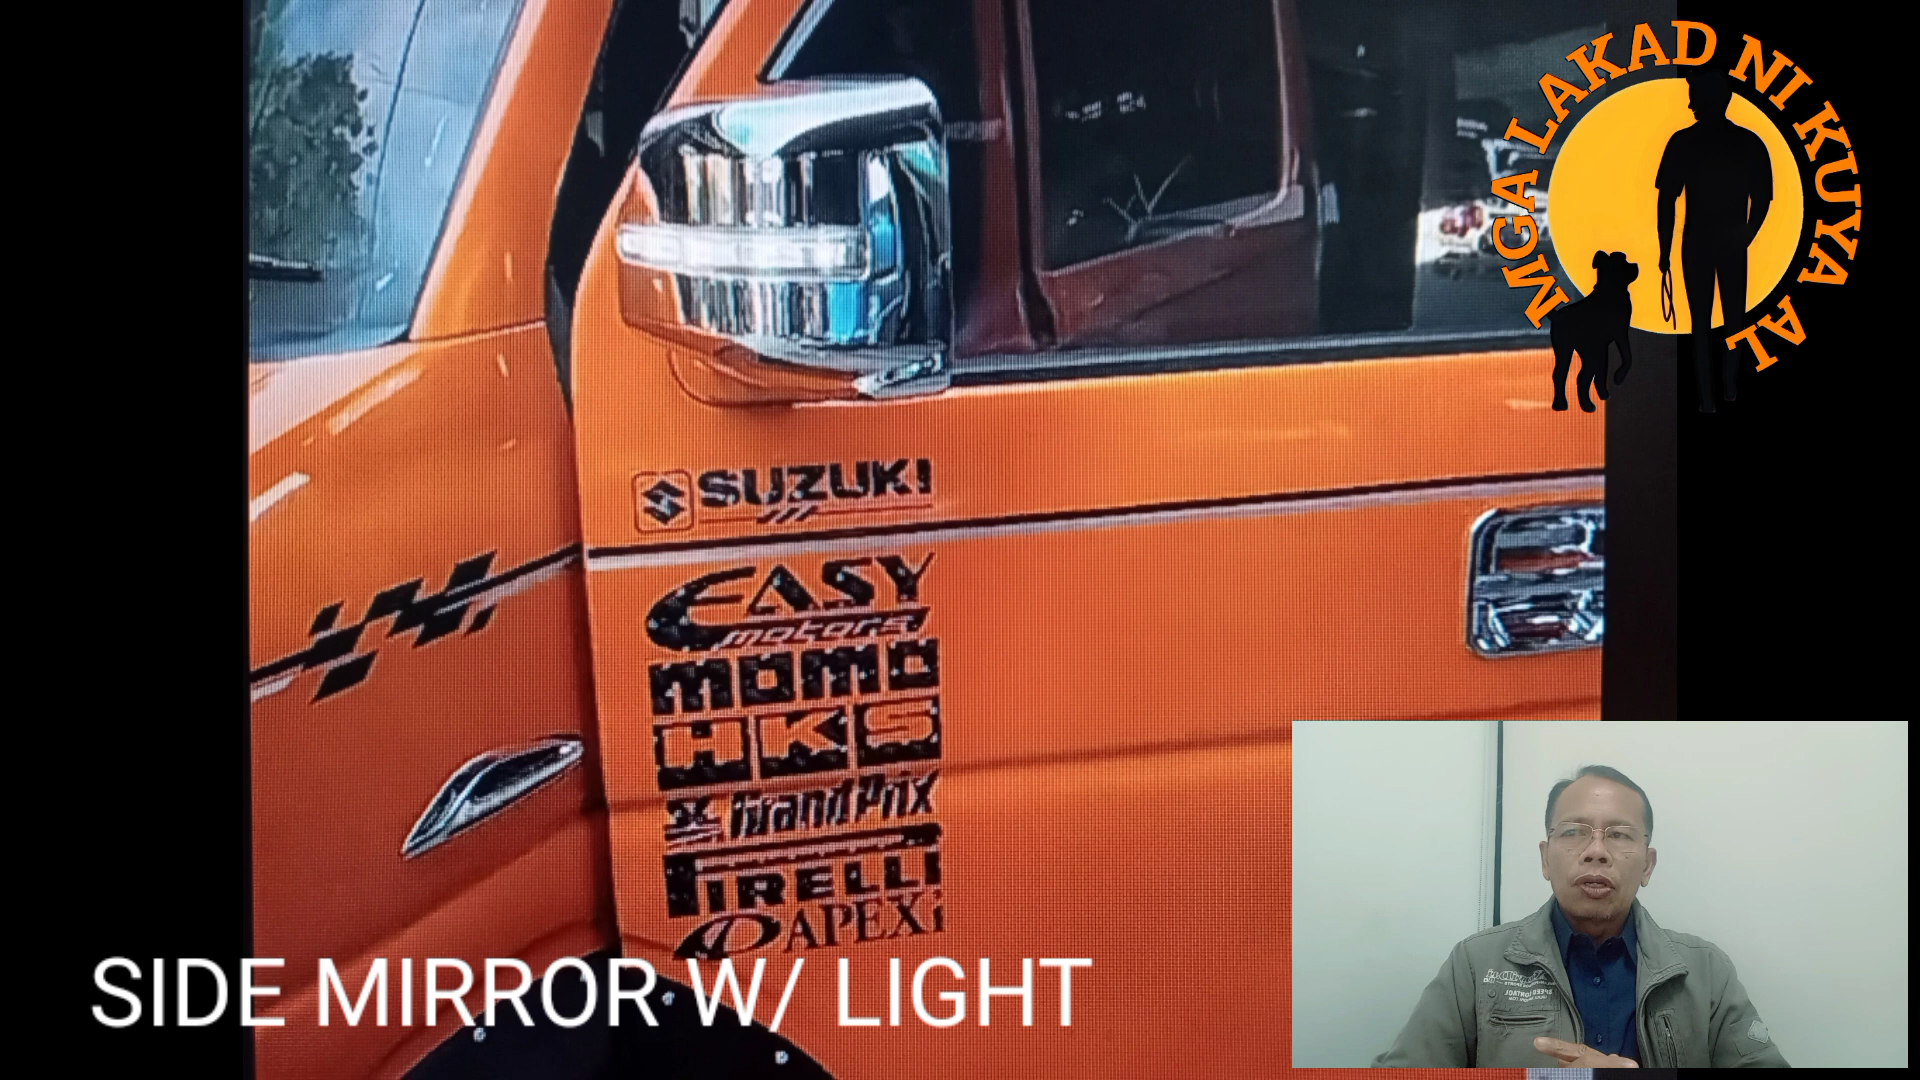 MGA LAKAD NI KUYA AL
SUZUKI
EASY
motors
MOMO
HKS
GrandPrix
PIRELLI
APEXi
SIDE MIRROR W/ LIGHT